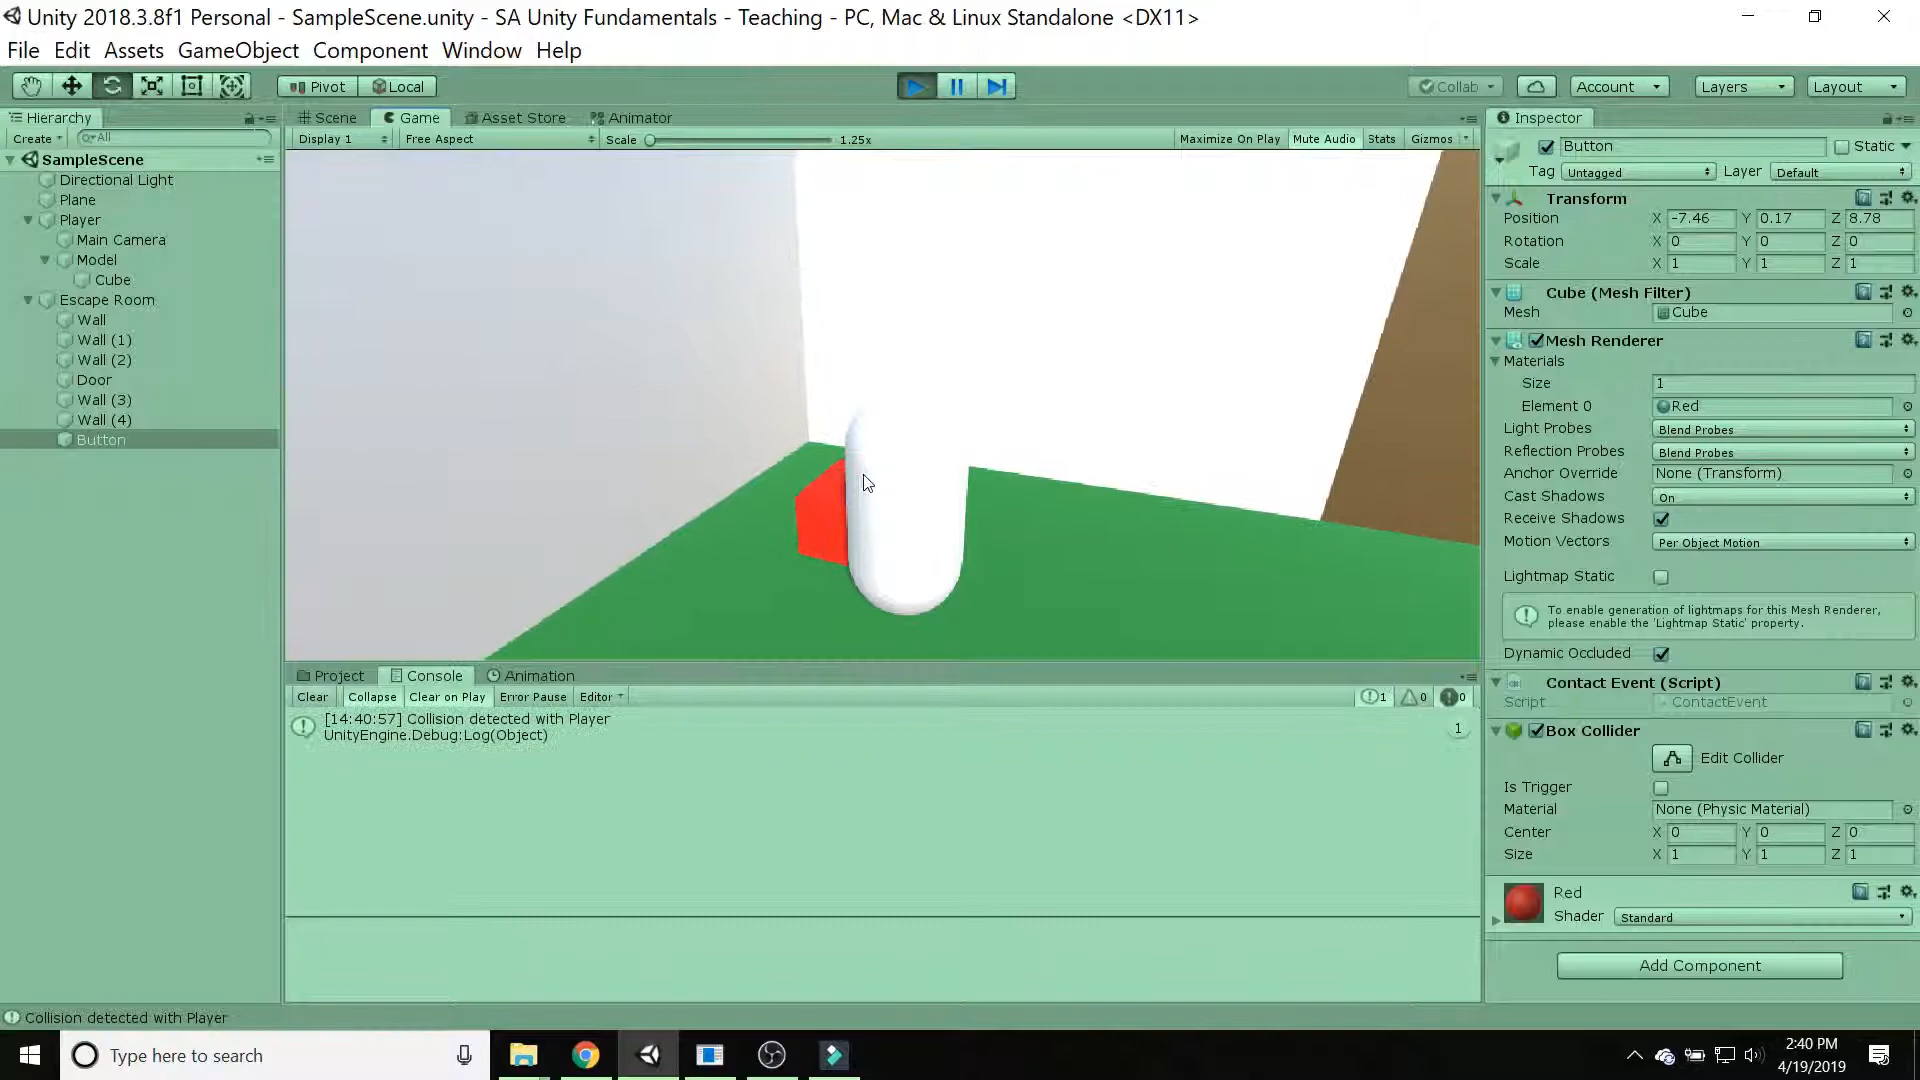 Unity 2018.3.8f1 Personal - SampleScene.unity - SA Unity Fundamentals - Teaching - PC, Mac & Linux Standalone <DX11>
File Edit Assets GameObject Component Window Help
Pivot Local Collab Account Layers Layout
Hierarchy
Create All
SampleScene
Directional Light
Plane
Player
Main Camera
Model
Cube
Escape Room
Wall
Wall (1)
Wall (2)
Door
Wall (3)
Wall (4)
Button
Scene Game Asset Store Animator
Display 1 Free Aspect Scale 1.25x Maximize On Play Mute Audio Stats Gizmos
Project Console Animation
Clear Collapse Clear on Play Error Pause Editor 1 0 0
[14:40:57] Collision detected with Player
UnityEngine.Debug:Log(Object)
1
Inspector
Button Static
Tag Untagged Layer Default
Transform
Position X -7.46 Y 0.17 Z 8.78
Rotation X 0 Y 0 Z 0
Scale X 1 Y 1 Z 1
Cube (Mesh Filter)
Mesh Cube
Mesh Renderer
Materials
Size 1
Element 0 Red
Light Probes Blend Probes
Reflection Probes Blend Probes
Anchor Override None (Transform)
Cast Shadows On
Receive Shadows
Motion Vectors Per Object Motion
Lightmap Static
To enable generation of lightmaps for this Mesh Renderer,
please enable the 'Lightmap Static' property.
Dynamic Occluded
Contact Event (Script)
Script ContactEvent
Box Collider
Edit Collider
Is Trigger
Material None (Physic Material)
Center X 0 Y 0 Z 0
Size X 1 Y 1 Z 1
Red
Shader Standard
Add Component
Collision detected with Player
Type here to search
2:40 PM
4/19/2019